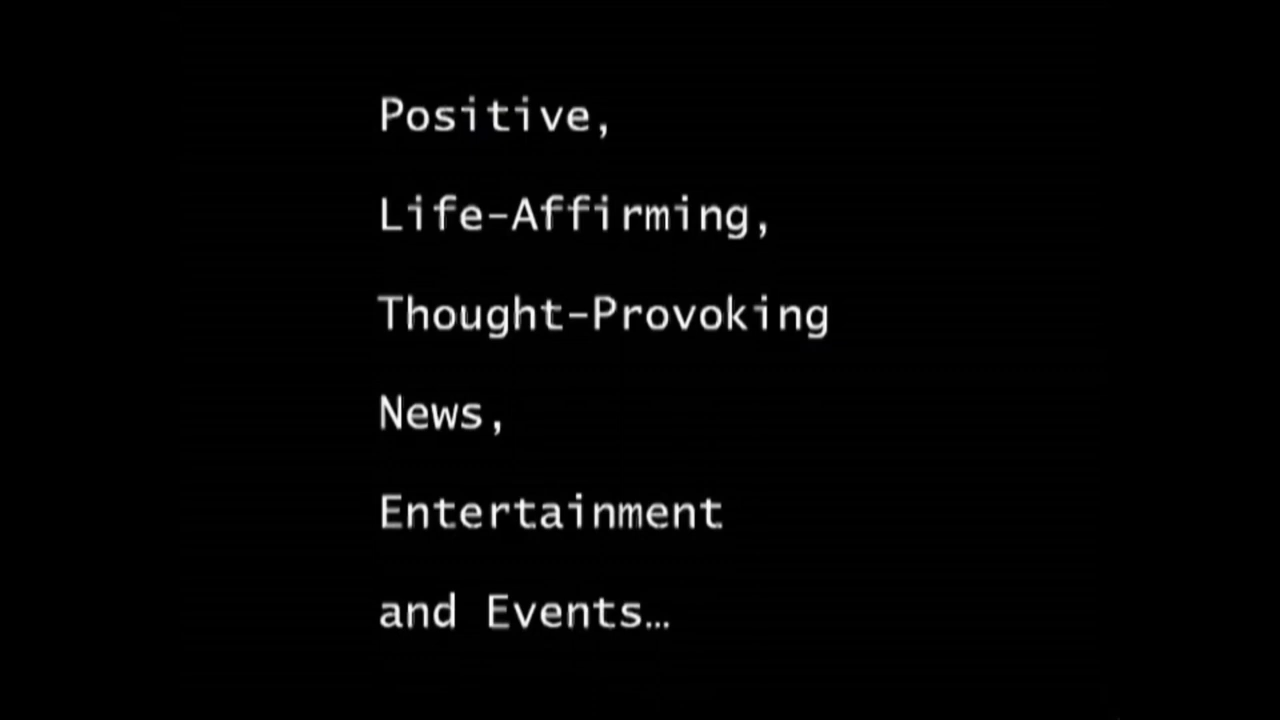 Positive,
Life-Affirming,
Thought-Provoking
News,
Entertainment
and Events…